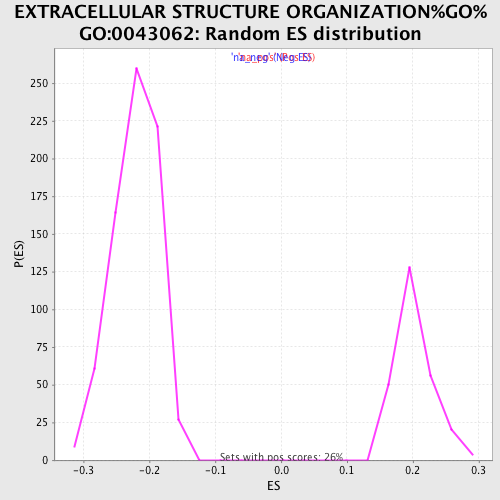 EXTRACELLULAR STRUCTURE ORGANIZATION%GO%
GO:0043062: Random ES distribution
250
225
200
175
150
125
100
75
50
25
0
P(ES)
Sets with pos scores: 26%
-0.3 -0.2 -0.1 0.0 0.1 0.2 0.3
ES